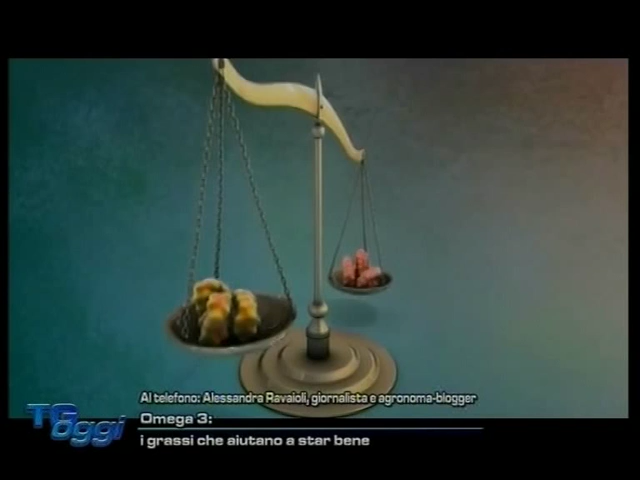 Al telefono: Alessandra Ravaioli, giornalista e agronoma-blogger
TG oggi
Omega 3:
i grassi che aiutano a star bene